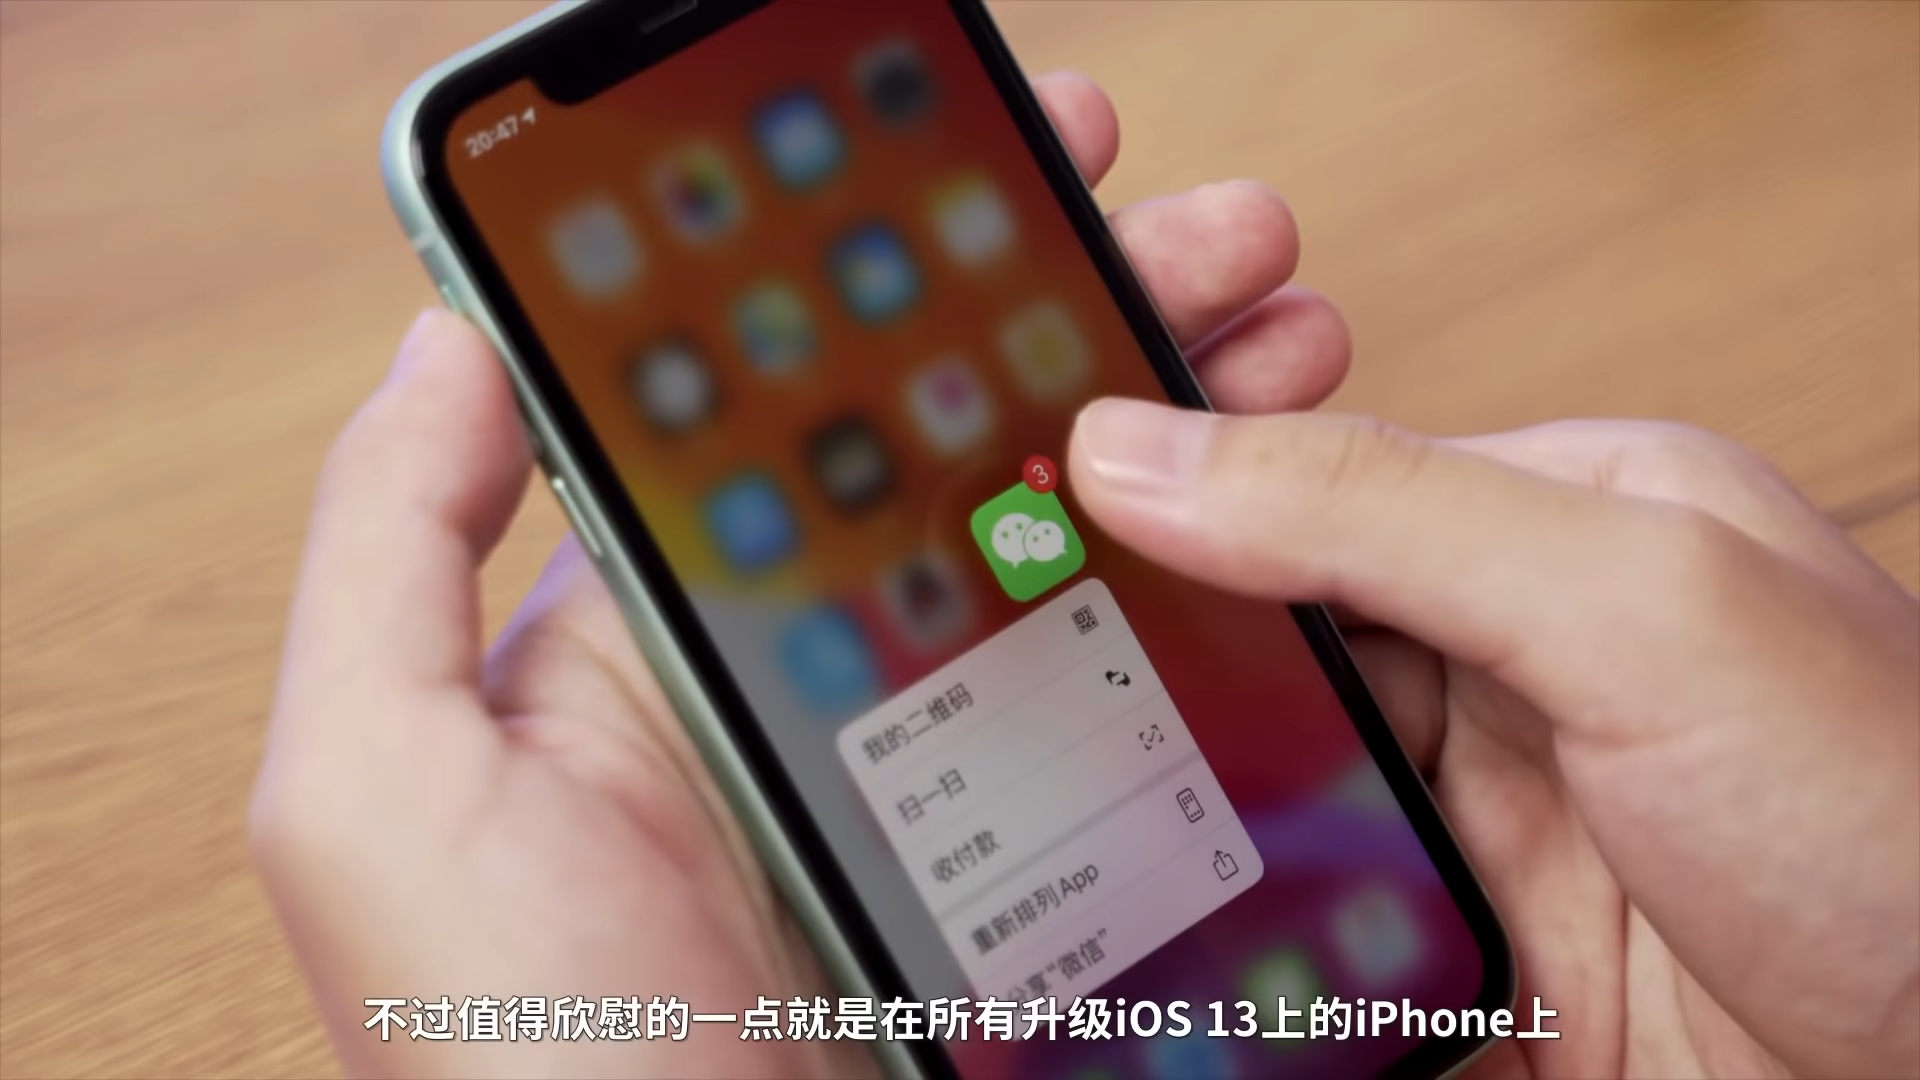 20:47
3
我的二维码
扫一扫
收付款
重新排列 App
分享“微信”
不过值得欣慰的一点就是在所有升级iOS 13上的iPhone上